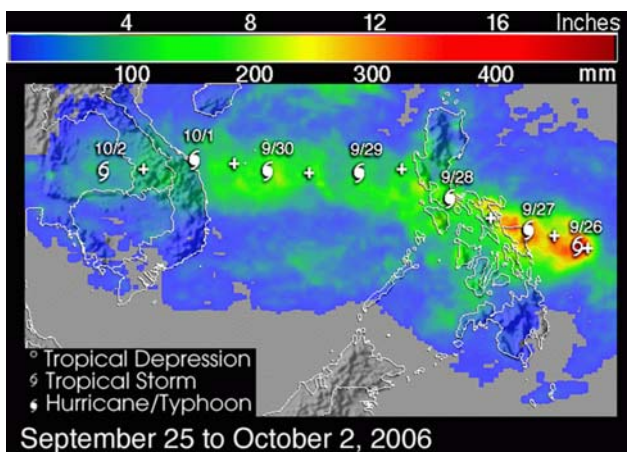 4 8 12 16 Inches
100 200 300 400 mm
10/2 10/1 9/30 9/29 9/28 9/27 9/26
Tropical Depression
Tropical Storm
Hurricane/Typhoon
September 25 to October 2, 2006